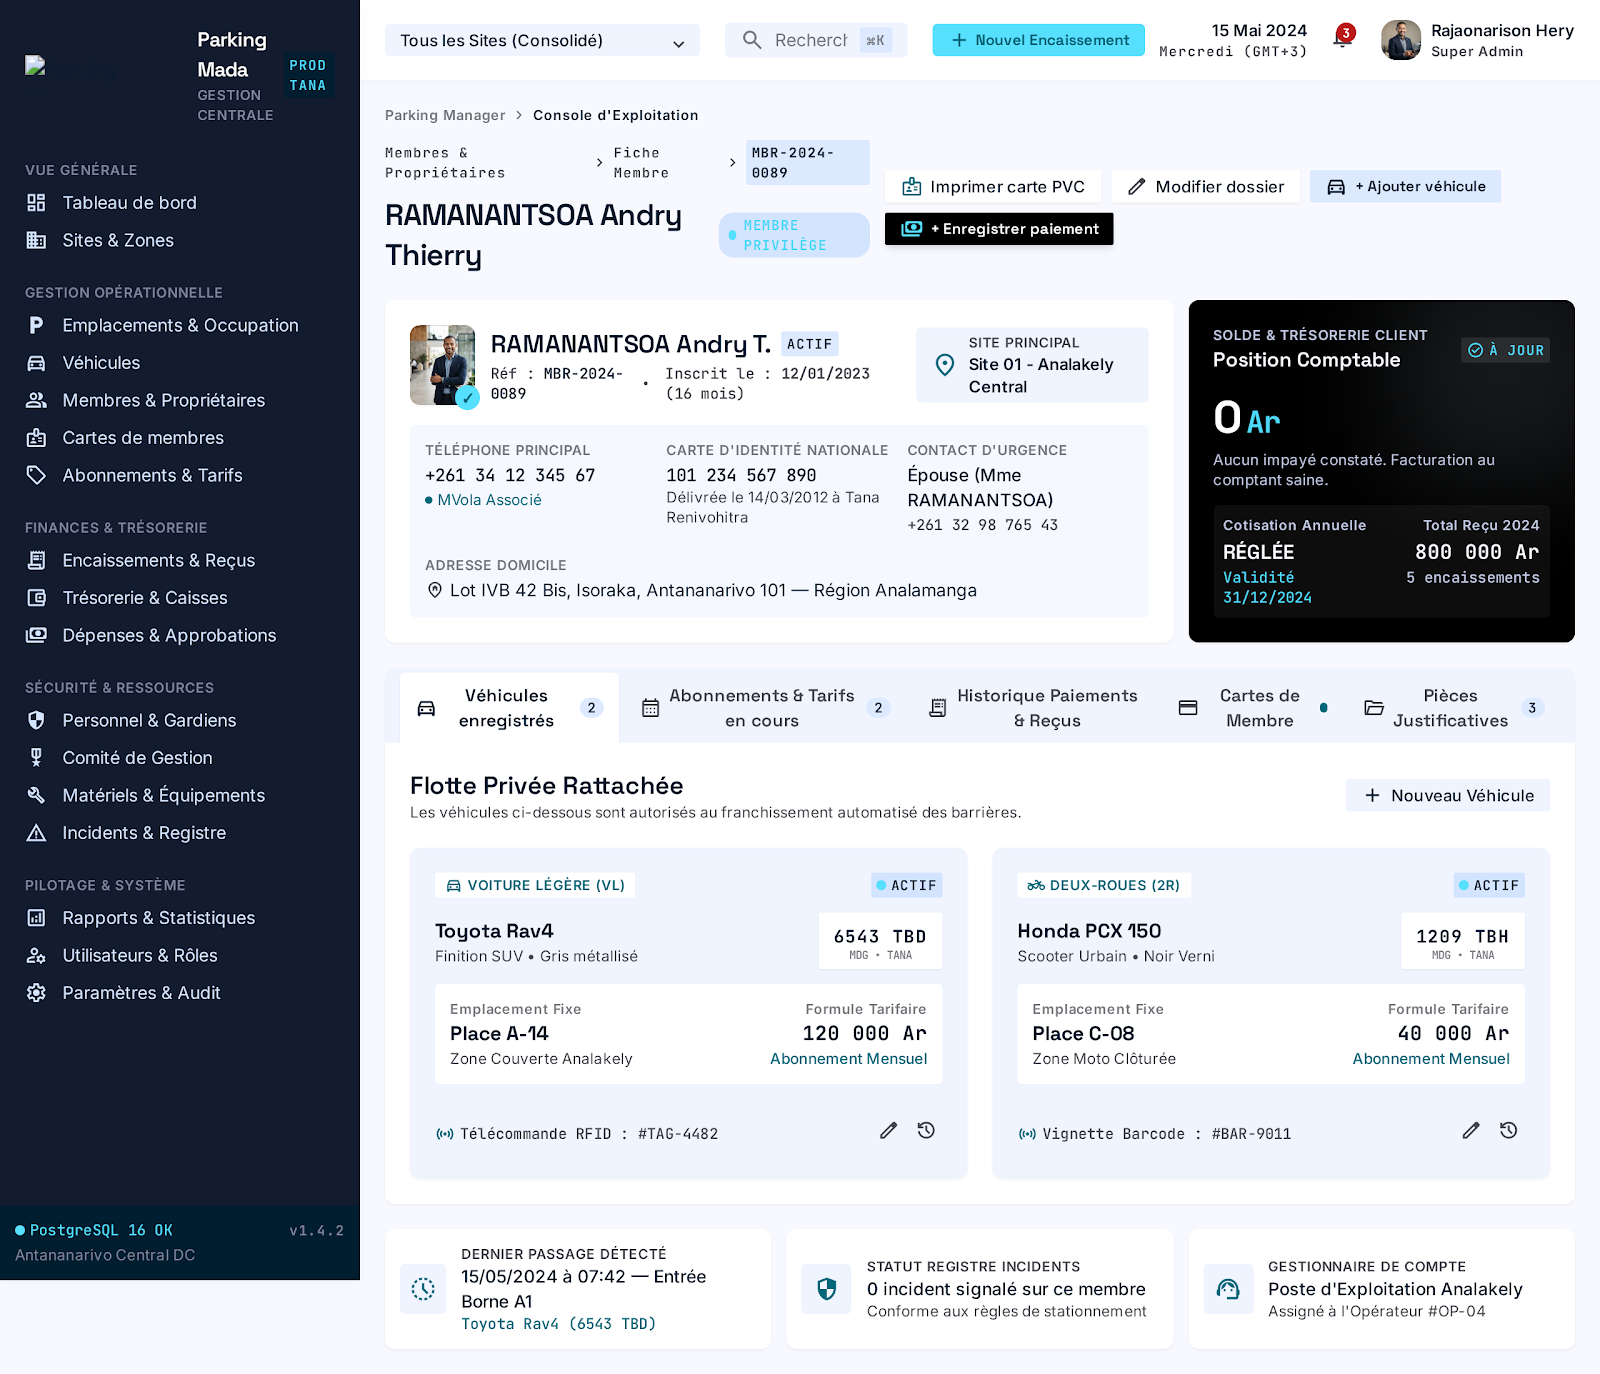 Parking
Mada
GESTION
CENTRALE
PROD
TANA
VUE GÉNÉRALE
Tableau de bord
Sites & Zones
GESTION OPÉRATIONNELLE
Emplacements & Occupation
Véhicules
Membres & Propriétaires
Cartes de membres
Abonnements & Tarifs
FINANCES & TRÉSORERIE
Encaissements & Reçus
Trésorerie & Caisses
Dépenses & Approbations
SÉCURITÉ & RESSOURCES
Personnel & Gardiens
Comité de Gestion
Matériels & Équipements
Incidents & Registre
PILOTAGE & SYSTÈME
Rapports & Statistiques
Utilisateurs & Rôles
Paramètres & Audit
PostgreSQL 16 OK v1.4.2
Antananarivo Central DC
Tous les Sites (Consolidé)
Recherch ⌘K
+ Nouvel Encaissement
15 Mai 2024
Mercredi (GMT+3)
3
Rajaonarison Hery
Super Admin
Parking Manager > Console d'Exploitation
Membres &
Propriétaires
> Fiche
Membre
> MBR-2024-
0089
RAMANANTSOA Andry
Thierry
MEMBRE
PRIVILÈGE
Imprimer carte PVC
Modifier dossier
+ Ajouter véhicule
+ Enregistrer paiement
RAMANANTSOA Andry T. ACTIF
Réf : MBR-2024-
0089
• Inscrit le : 12/01/2023
(16 mois)
✓
SITE PRINCIPAL
Site 01 - Analakely
Central
TÉLÉPHONE PRINCIPAL
+261 34 12 345 67
MVola Associé
CARTE D'IDENTITÉ NATIONALE
101 234 567 890
Délivrée le 14/03/2012 à Tana
Renivohitra
CONTACT D'URGENCE
Épouse (Mme
RAMANANTSOA)
+261 32 98 765 43
ADRESSE DOMICILE
Lot IVB 42 Bis, Isoraka, Antananarivo 101 — Région Analamanga
SOLDE & TRÉSORERIE CLIENT
Position Comptable
À JOUR
0 Ar
Aucun impayé constaté. Facturation au
comptant saine.
Cotisation Annuelle
RÉGLÉE
Validité
31/12/2024
Total Reçu 2024
800 000 Ar
5 encaissements
Véhicules
enregistrés
2
Abonnements & Tarifs
en cours
2
Historique Paiements
& Reçus
Cartes de
Membre
Pièces
Justificatives
3
Flotte Privée Rattachée
Les véhicules ci-dessous sont autorisés au franchissement automatisé des barrières.
+ Nouveau Véhicule
VOITURE LÉGÈRE (VL) ACTIF
Toyota Rav4
Finition SUV • Gris métallisé
6543 TBD
MDG • TANA
Emplacement Fixe
Place A-14
Zone Couverte Analakely
Formule Tarifaire
120 000 Ar
Abonnement Mensuel
Télécommande RFID : #TAG-4482
DEUX-ROUES (2R) ACTIF
Honda PCX 150
Scooter Urbain • Noir Verni
1209 TBH
MDG • TANA
Emplacement Fixe
Place C-08
Zone Moto Clôturée
Formule Tarifaire
40 000 Ar
Abonnement Mensuel
Vignette Barcode : #BAR-9011
DERNIER PASSAGE DÉTECTÉ
15/05/2024 à 07:42 — Entrée
Borne A1
Toyota Rav4 (6543 TBD)
STATUT REGISTRE INCIDENTS
0 incident signalé sur ce membre
Conforme aux règles de stationnement
GESTIONNAIRE DE COMPTE
Poste d'Exploitation Analakely
Assigné à l'Opérateur #OP-04